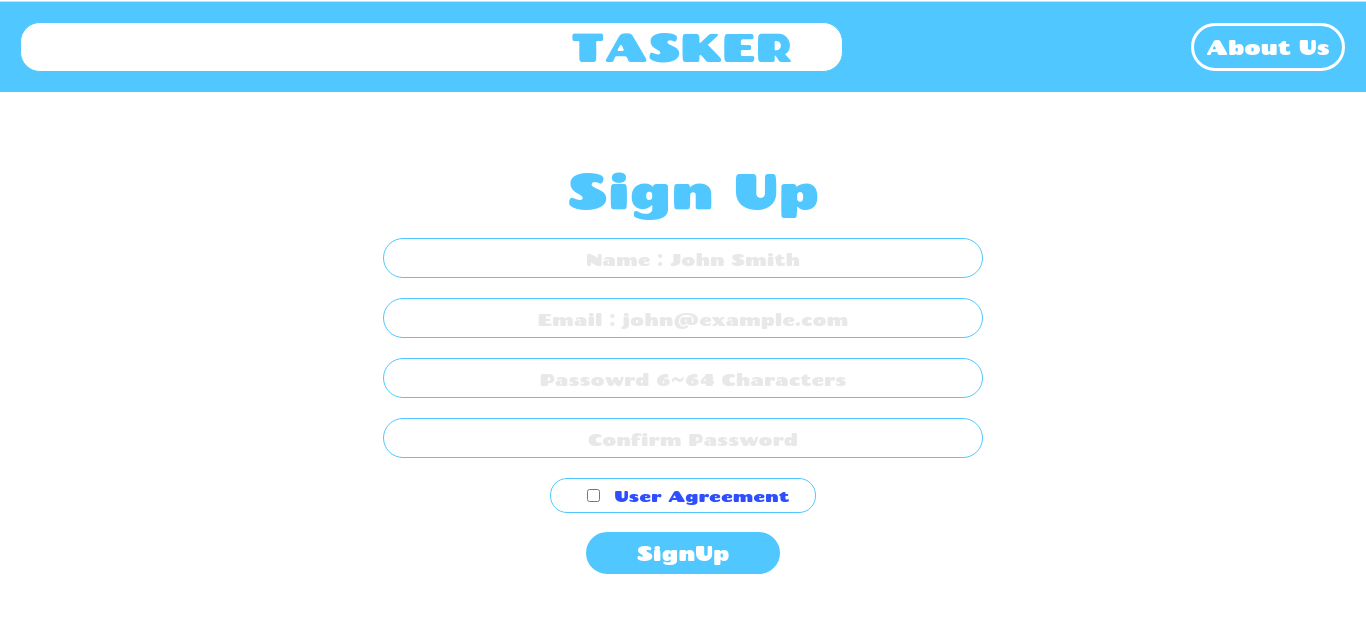 TASKER
About Us
Sign Up
Name : John Smith
Email : john@example.com
Passowrd 6~64 Characters
Confirm Password
User Agreement
SignUp